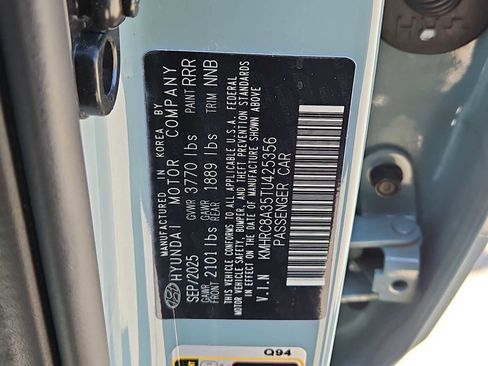 MANUFACTURED IN KOREA BY
HYUNDAI MOTOR COMPANY
SEP/2025 GVWR 3770 lbs PAINT RRR
GAWR FRONT 2101 lbs GAWR REAR 1889 lbs TRIM NNB
THIS VEHICLE CONFORMS TO ALL APPLICABLE U.S.A. FEDERAL
MOTOR VEHICLE SAFETY, BUMPER, AND THEFT PREVENTION STANDARDS
IN EFFECT ON THE DATE OF MANUFACTURE SHOWN ABOVE
V.I.N KMHRC8A35TU425356
PASSENGER CAR
Q94